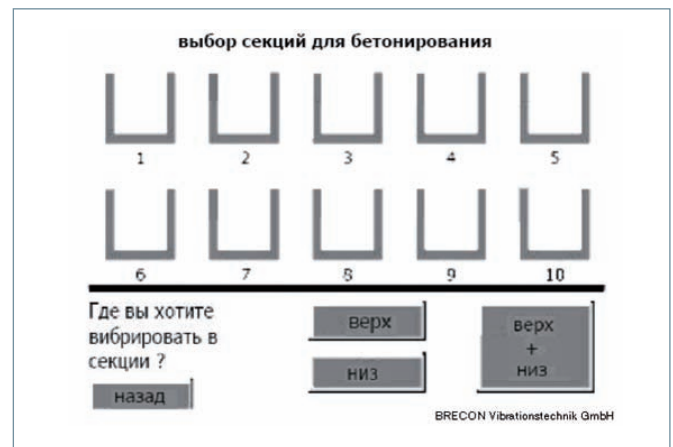 выбор секций для бетонирования
1 2 3 4 5
6 7 8 9 10
Где вы хотите
вибрировать в
секции ?
назад
верх
низ
верх
+
низ
BRECON Vibrationstechnik GmbH